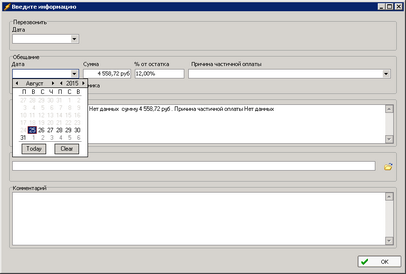 Введите информацию
Перезвонить
Дата
Обещание
Дата Сумма % от остатка Причина частичной оплаты
4 558,72 руб 12,00%
Август 2015
П В С Ч П С В
27 28 29 30 31 1 2
3 4 5 6 7 8 9
10 11 12 13 14 15 16
17 18 19 20 21 22 23
24 25 26 27 28 29 30
31 1 2 3 4 5 6
Today Clear
Нет данных сумму 4 558,72 руб . Причина частичной оплаты Нет данных
Комментарий
OK